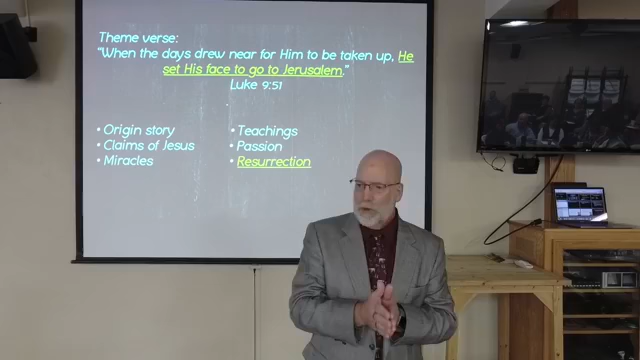 Theme verse:
"When the days drew near for Him to be taken up, He
set His face to go to Jerusalem."
Luke 9:51
• Origin story
• Claims of Jesus
• Miracles
• Teachings
• Passion
• Resurrection